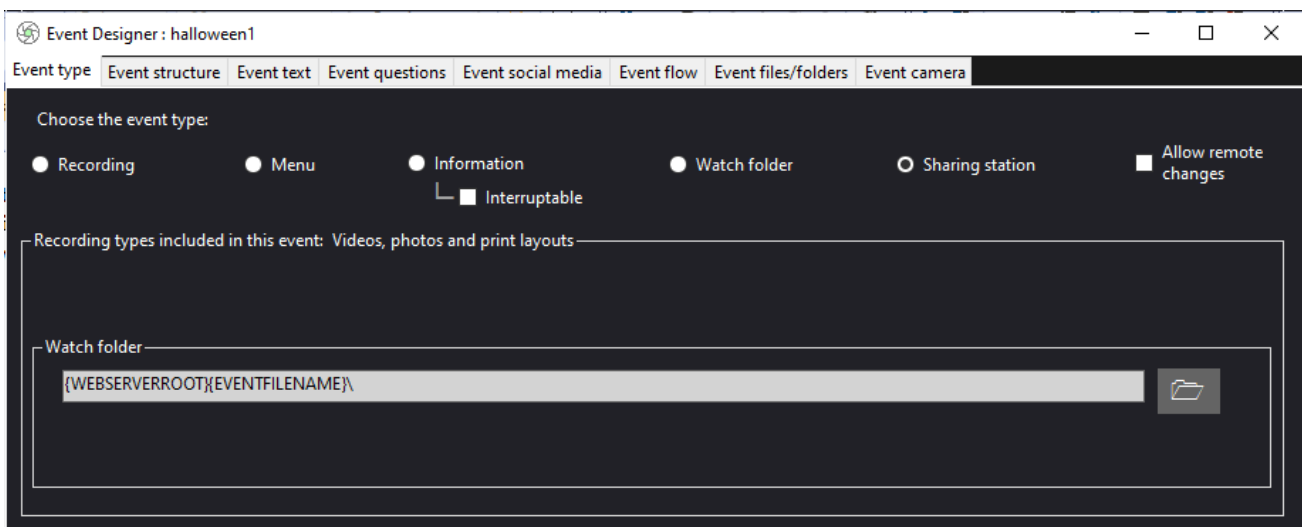 Event Designer : halloween1
Event type Event structure Event text Event questions Event social media Event flow Event files/folders Event camera
Choose the event type:
Recording Menu Information Watch folder Sharing station Allow remote changes
Interruptable
Recording types included in this event: Videos, photos and print layouts
Watch folder
{WEBSERVERROOT}{EVENTFILENAME}\